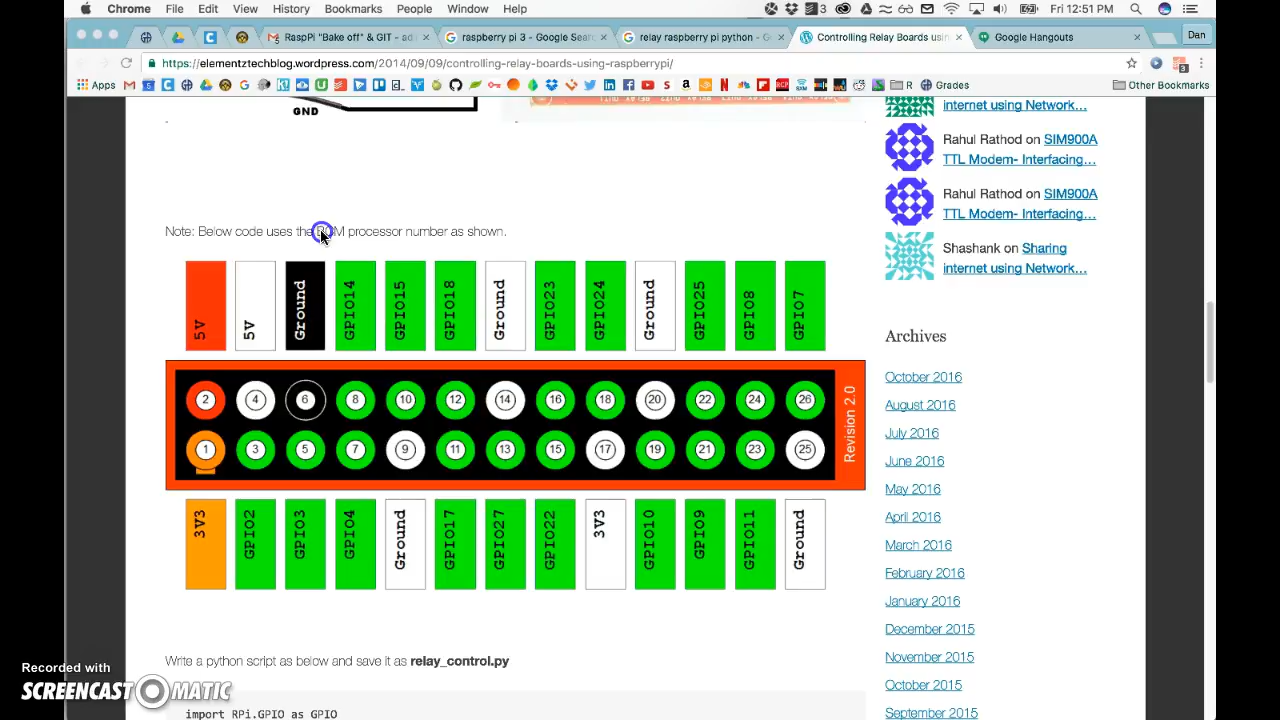 Chrome File Edit View History Bookmarks People Window Help 3 Fri 12:51 PM
RaspPi "Bake off" & GIT - ad raspberry pi 3 - Google Searc relay raspberry pi python - G Controlling Relay Boards usin Google Hangouts Dan
https://elementztechblog.wordpress.com/2014/09/09/controlling-relay-boards-using-raspberrypi/
Apps R Grades Other Bookmarks
GND
internet using Network…
Rahul Rathod on SIM900A
TTL Modem- Interfacing…
Rahul Rathod on SIM900A
TTL Modem- Interfacing…
Shashank on Sharing
internet using Network…
Note: Below code uses the BCM processor number as shown.
5V 5V Ground GPIO14 GPIO15 GPIO18 Ground GPIO23 GPIO24 Ground GPIO25 GPIO8 GPIO7
2 4 6 8 10 12 14 16 18 20 22 24 26
1 3 5 7 9 11 13 15 17 19 21 23 25
Revision 2.0
3V3 GPIO2 GPIO3 GPIO4 Ground GPIO17 GPIO27 GPIO22 3V3 GPIO10 GPIO9 GPIO11 Ground
Write a python script as below and save it as relay_control.py
import RPi.GPIO as GPIO
Archives
October 2016
August 2016
July 2016
June 2016
May 2016
April 2016
March 2016
February 2016
January 2016
December 2015
November 2015
October 2015
September 2015
Recorded with
SCREENCAST MATIC